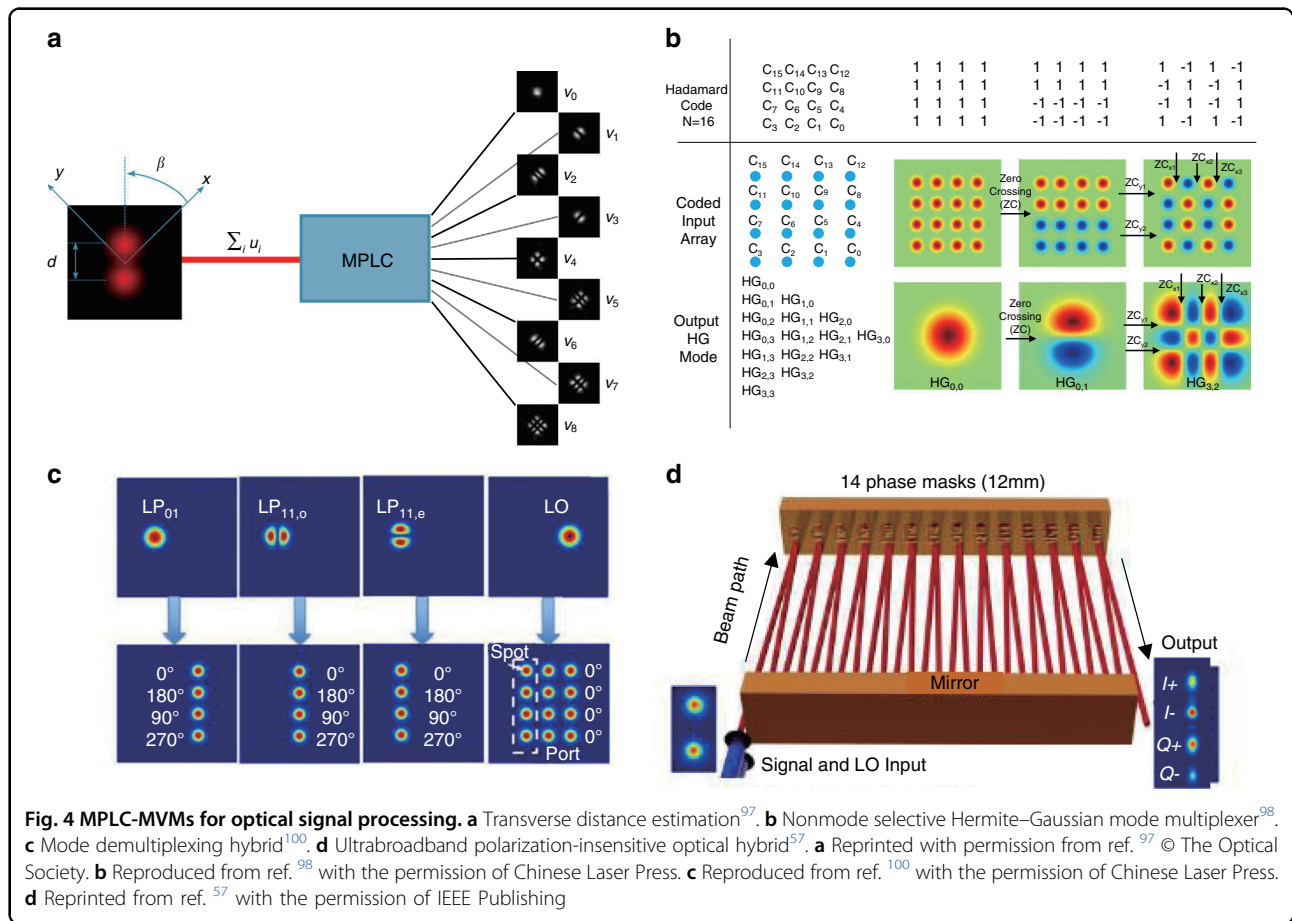 a
y
β
x
d
∑ᵢ uᵢ
MPLC
v₀
v₁
v₂
v₃
v₄
v₅
v₆
v₇
v₈
b
Hadamard
Code
N=16
C₁₅ C₁₄ C₁₃ C₁₂
C₁₁ C₁₀ C₉ C₈
C₇ C₆ C₅ C₄
C₃ C₂ C₁ C₀
1 1 1 1
1 1 1 1
1 1 1 1
1 1 1 1
1 1 1 1
1 1 1 1
-1 -1 -1 -1
-1 -1 -1 -1
1 -1 1 -1
-1 1 -1 1
-1 1 -1 1
1 -1 1 -1
Coded
Input
Array
C₁₅ C₁₄ C₁₃ C₁₂
C₁₁ C₁₀ C₉ C₈
C₇ C₆ C₅ C₄
C₃ C₂ C₁ C₀
Zero
Crossing
(ZC)
ZCy₁
ZCy₂
ZCx₁
ZCx₂
ZCx₃
Output
HG
Mode
HG₀,₀
HG₀,₁ HG₁,₀
HG₀,₂ HG₁,₁ HG₂,₀
HG₀,₃ HG₁,₂ HG₂,₁ HG₃,₀
HG₁,₃ HG₂,₂ HG₃,₁
HG₂,₃ HG₃,₂
HG₃,₃
HG₀,₀
Zero
Crossing
(ZC)
HG₀,₁
ZCy₁
ZCy₂
ZCx₁
ZCx₂
ZCx₃
HG₃,₂
c
LP₀₁
LP₁₁,ₒ
LP₁₁,ₑ
LO
0°
180°
90°
270°
0°
180°
90°
270°
0°
180°
90°
270°
Spot
0°
0°
0°
0°
Port
d
14 phase masks (12mm)
Beam path
Mirror
Signal and LO Input
Output
I+
I-
Q+
Q-
Fig. 4 MPLC-MVMs for optical signal processing. a Transverse distance estimation⁹⁷. b Nonmode selective Hermite–Gaussian mode multiplexer⁹⁸.
c Mode demultiplexing hybrid¹⁰⁰. d Ultrabroadband polarization-insensitive optical hybrid⁵⁷. a Reprinted with permission from ref. ⁹⁷ © The Optical
Society. b Reproduced from ref. ⁹⁸ with the permission of Chinese Laser Press. c Reproduced from ref. ¹⁰⁰ with the permission of Chinese Laser Press.
d Reprinted from ref. ⁵⁷ with the permission of IEEE Publishing